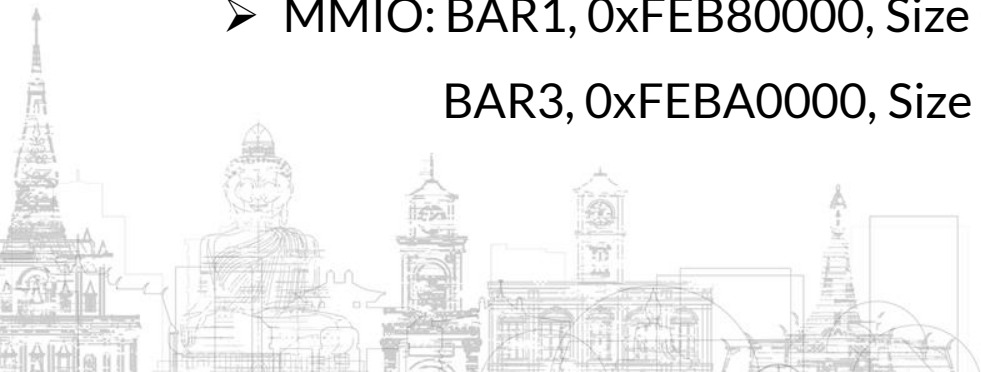 ➢ MMIO: BAR1, 0xFEB80000, Size
BAR3, 0xFEBA0000, Size